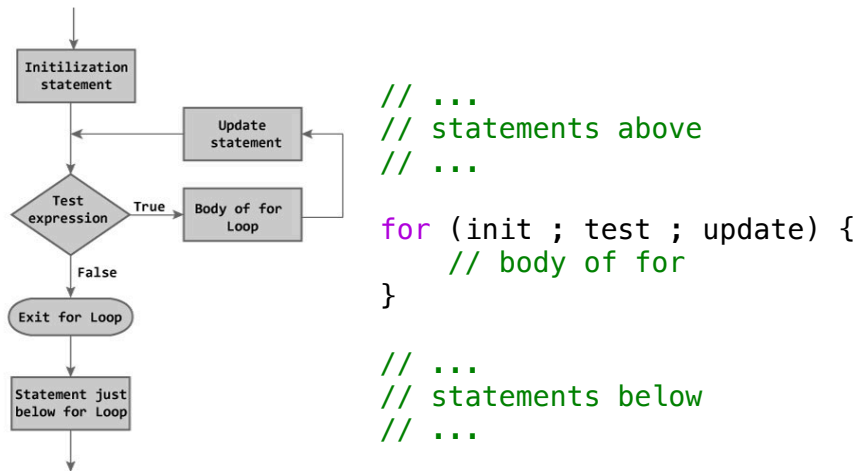 Initilization
statement
Update
statement
Test
expression
True
Body of for
Loop
False
Exit for Loop
Statement just
below for Loop
// ...
// statements above
// ...
for (init ; test ; update) {
// body of for
}
// ...
// statements below
// ...